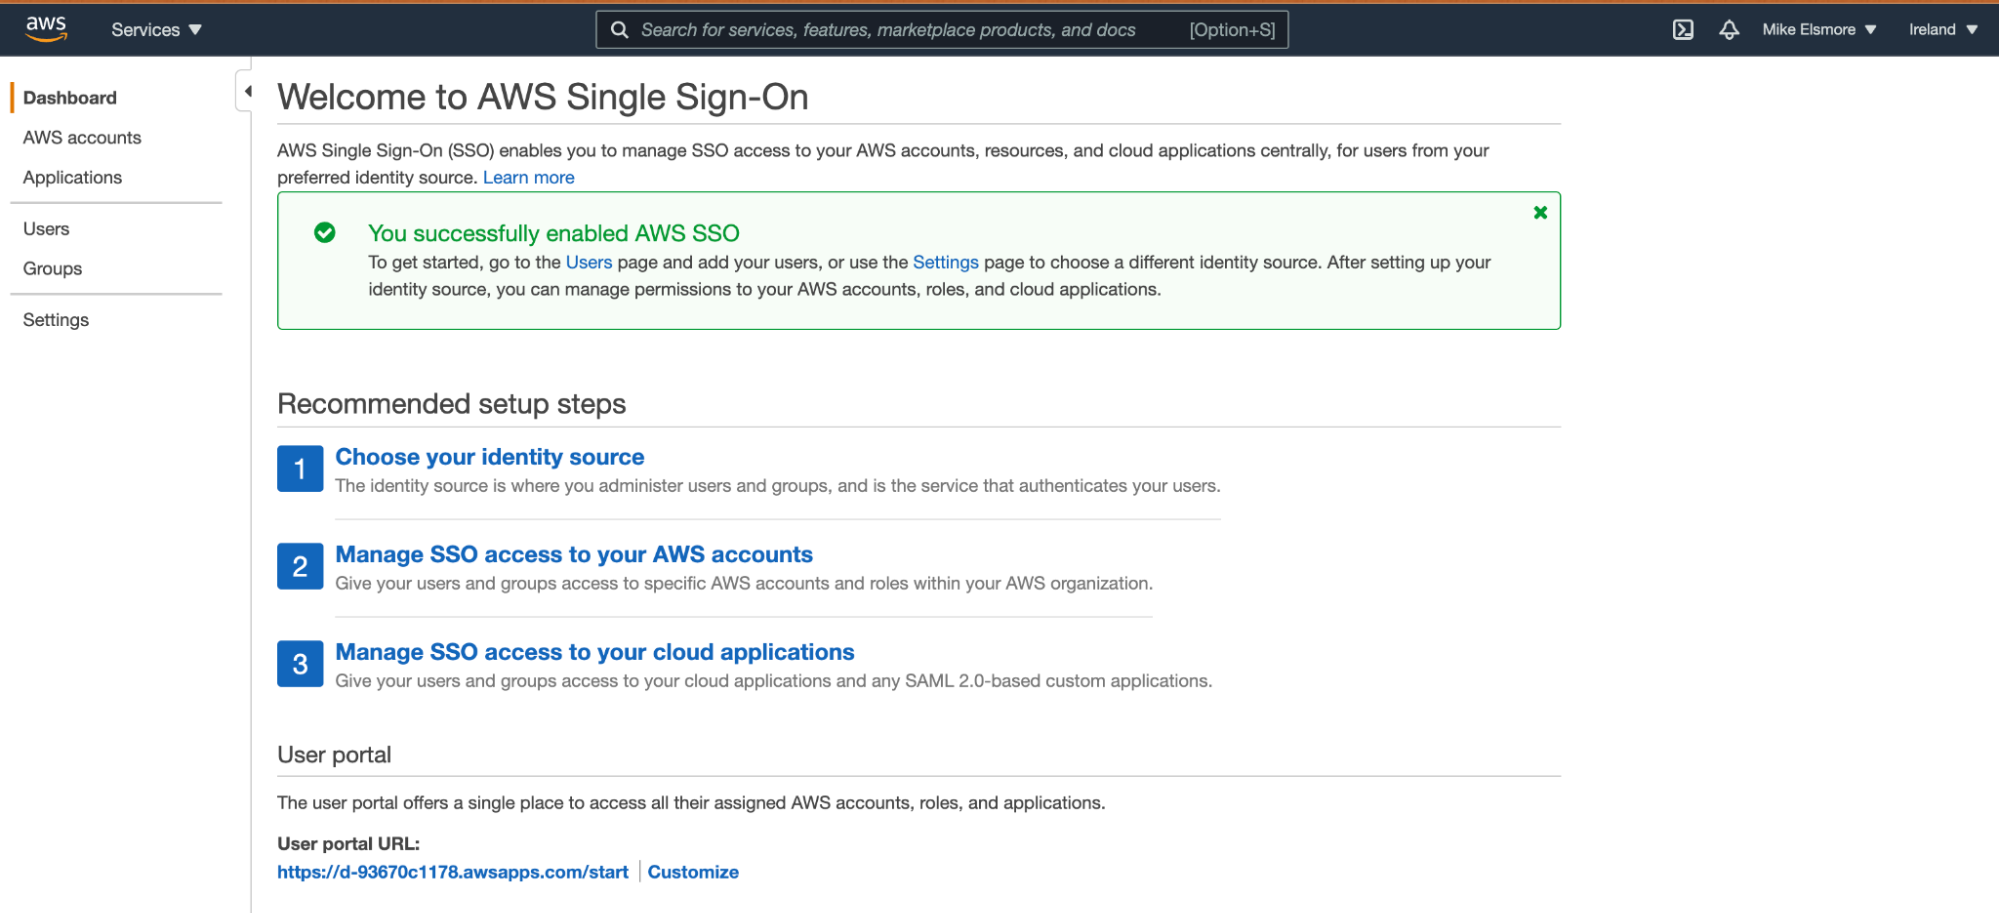 aws
Services
Search for services, features, marketplace products, and docs
[Option+S]
Mike Elsmore
Ireland
Dashboard
AWS accounts
Applications
Users
Groups
Settings
Welcome to AWS Single Sign-On
AWS Single Sign-On (SSO) enables you to manage SSO access to your AWS accounts, resources, and cloud applications centrally, for users from your
preferred identity source. Learn more
You successfully enabled AWS SSO
To get started, go to the Users page and add your users, or use the Settings page to choose a different identity source. After setting up your
identity source, you can manage permissions to your AWS accounts, roles, and cloud applications.
Recommended setup steps
1
Choose your identity source
The identity source is where you administer users and groups, and is the service that authenticates your users.
2
Manage SSO access to your AWS accounts
Give your users and groups access to specific AWS accounts and roles within your AWS organization.
3
Manage SSO access to your cloud applications
Give your users and groups access to your cloud applications and any SAML 2.0-based custom applications.
User portal
The user portal offers a single place to access all their assigned AWS accounts, roles, and applications.
User portal URL:
https://d-93670c1178.awsapps.com/start | Customize